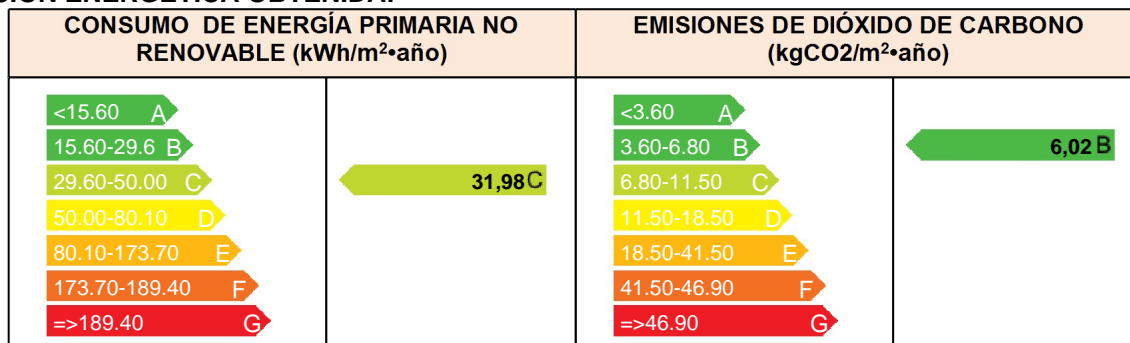 CIÓN ENERGÉTICA OBTENIDA:
CONSUMO DE ENERGÍA PRIMARIA NO
RENOVABLE (kWh/m²•año)
<15.60 A
15.60-29.6 B
29.60-50.00 C
50.00-80.10 D
80.10-173.70 E
173.70-189.40 F
=>189.40 G
31,98 C
EMISIONES DE DIÓXIDO DE CARBONO
(kgCO2/m²•año)
<3.60 A
3.60-6.80 B
6.80-11.50 C
11.50-18.50 D
18.50-41.50 E
41.50-46.90 F
=>46.90 G
6,02 B